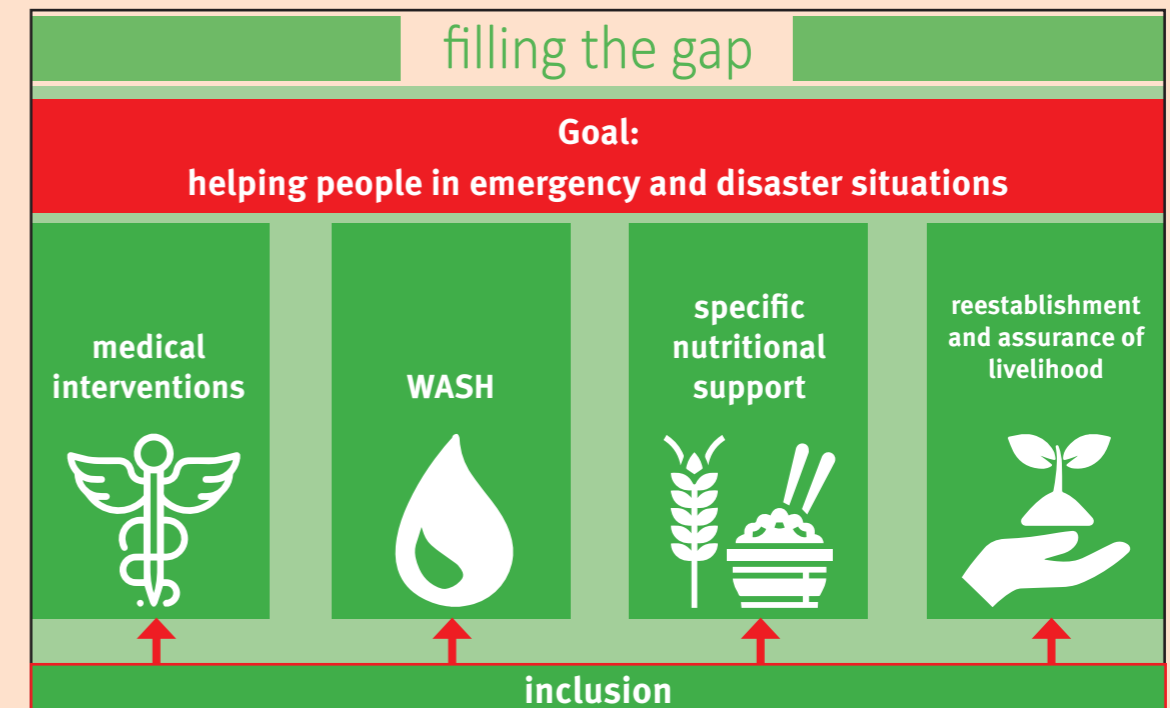 filling the gap
Goal:
helping people in emergency and disaster situations
medical
interventions
WASH
specific
nutritional
support
reestablishment
and assurance of
livelihood
inclusion